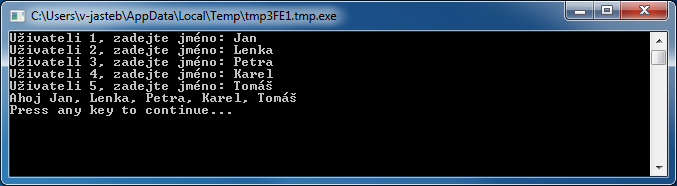 C:\Users\v-jasteb\AppData\Local\Temp\tmp3FE1.tmp.exe
Uživateli 1, zadejte jméno: Jan
Uživateli 2, zadejte jméno: Lenka
Uživateli 3, zadejte jméno: Petra
Uživateli 4, zadejte jméno: Karel
Uživateli 5, zadejte jméno: Tomáš
Ahoj Jan, Lenka, Petra, Karel, Tomáš
Press any key to continue...